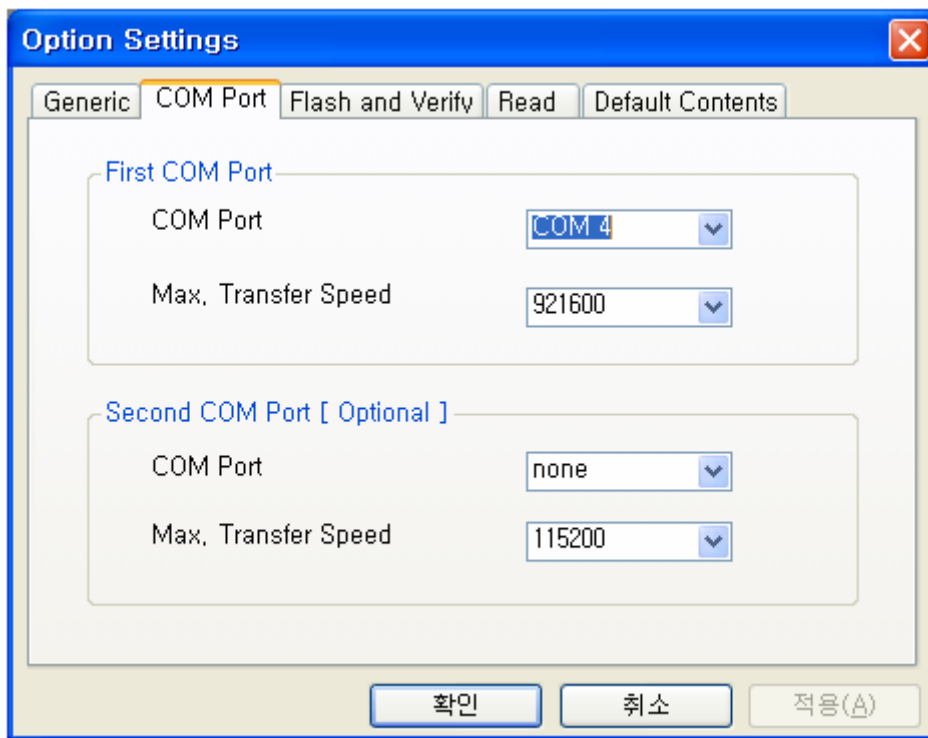 Option Settings
Generic COM Port Flash and Verify Read Default Contents
First COM Port
COM Port COM 4
Max. Transfer Speed 921600
Second COM Port [ Optional ]
COM Port none
Max. Transfer Speed 115200
확인 취소 적용(A)